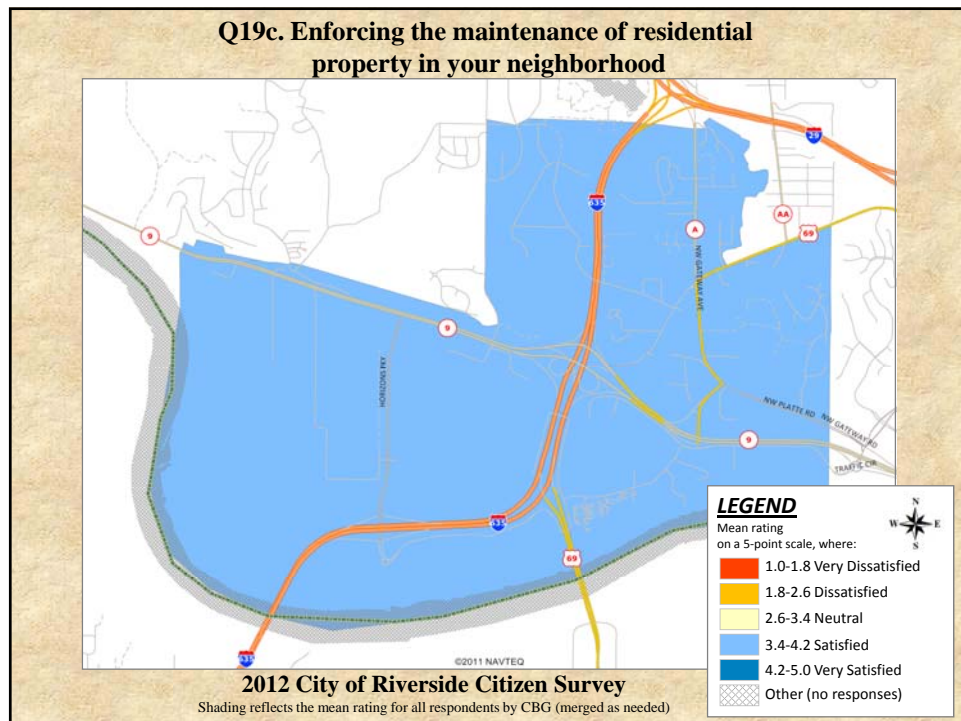 Q19c. Enforcing the maintenance of residential
property in your neighborhood
29
635
AA
A
69
9
NW GATEWAY AVE
9
HORIZONS PKY
NW PLATTE RD
NW GATEWAY RD
9
TRAFFIC CIR
635
69
635
©2011 NAVTEQ
LEGEND
Mean rating
on a 5-point scale, where:
N
W
E
S
1.0-1.8 Very Dissatisfied
1.8-2.6 Dissatisfied
2.6-3.4 Neutral
3.4-4.2 Satisfied
4.2-5.0 Very Satisfied
Other (no responses)
2012 City of Riverside Citizen Survey
Shading reflects the mean rating for all respondents by CBG (merged as needed)